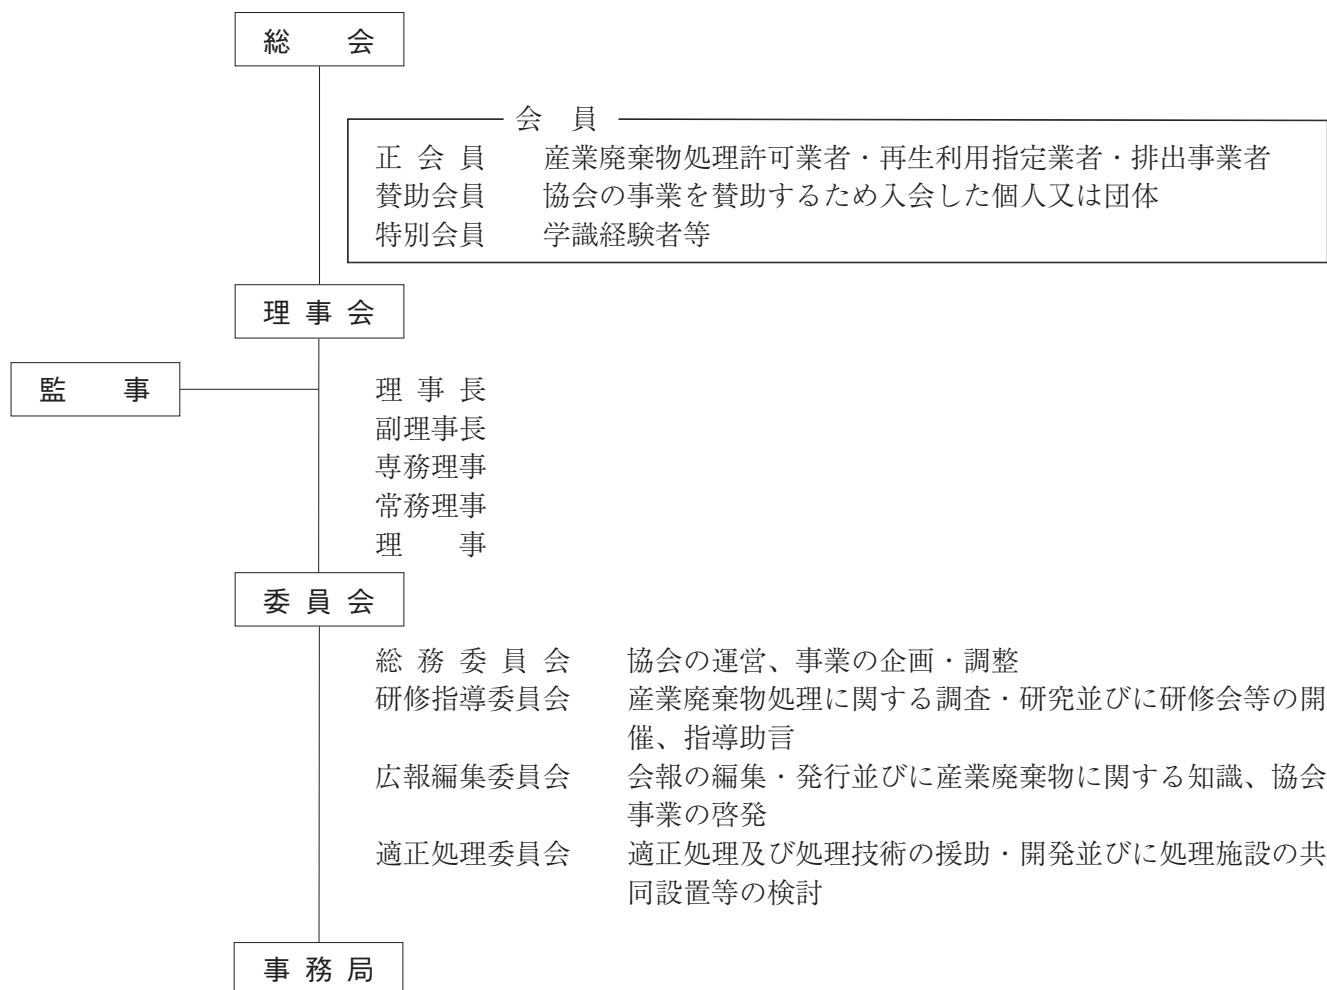 総　会
会　員
正 会 員　産業廃棄物処理許可業者・再生利用指定業者・排出事業者
賛助会員　協会の事業を賛助するため入会した個人又は団体
特別会員　学識経験者等
理 事 会
監　事
理 事 長
副理事長
専務理事
常務理事
理　　事
委 員 会
総 務 委 員 会　協会の運営、事業の企画・調整
研修指導委員会　産業廃棄物処理に関する調査・研究並びに研修会等の開
催、指導助言
広報編集委員会　会報の編集・発行並びに産業廃棄物に関する知識、協会
事業の啓発
適正処理委員会　適正処理及び処理技術の援助・開発並びに処理施設の共
同設置等の検討
事 務 局